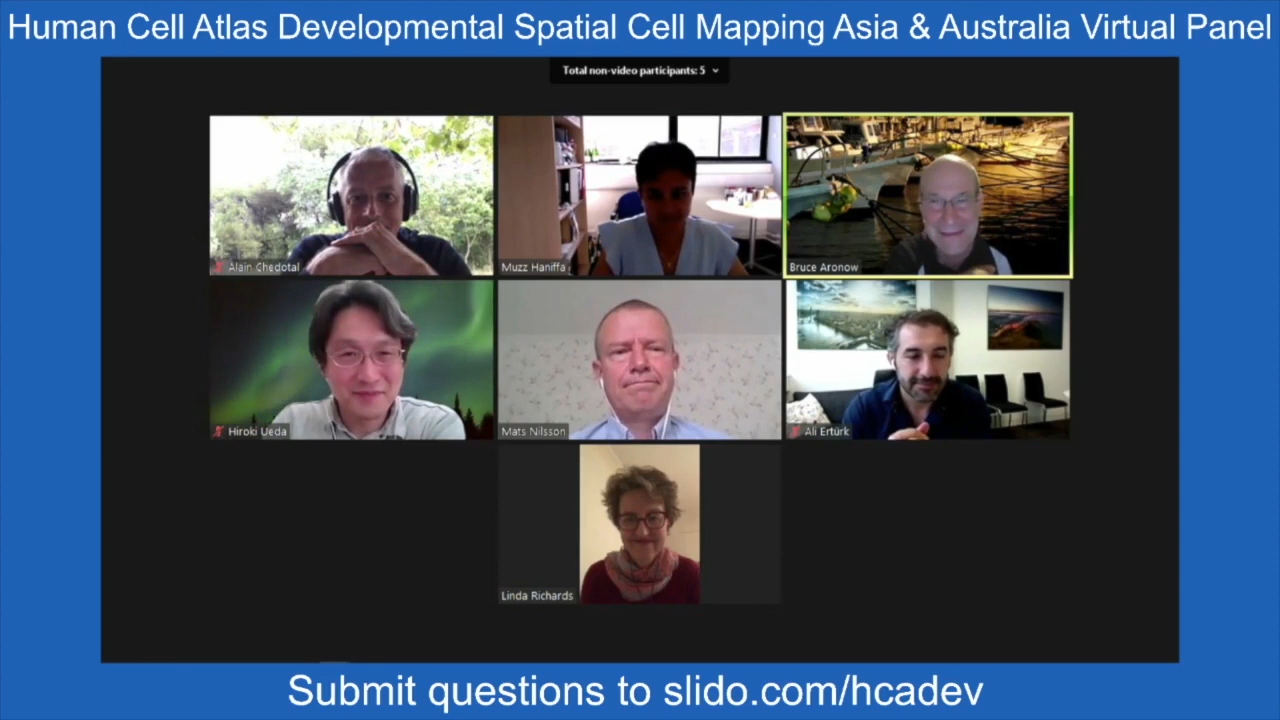 Human Cell Atlas Developmental Spatial Cell Mapping Asia & Australia Virtual Panel
Total non-video participants: 5
Alain Chedotal
Muzz Haniffa
Bruce Aronow
Hiroki Ueda
Mats Nilsson
Ali Ertürk
Linda Richards
Submit questions to slido.com/hcadev